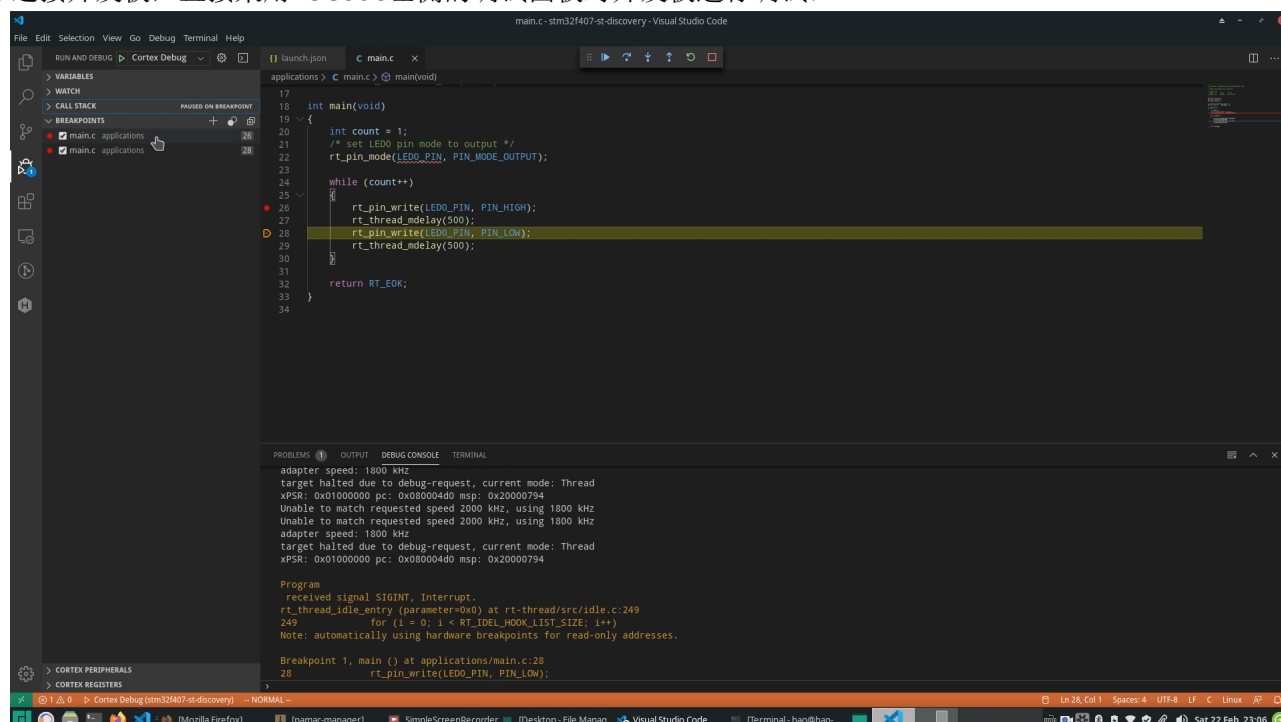 main.c - stm32f407-st-discovery - Visual Studio Code
File Edit Selection View Go Debug Terminal Help
RUN AND DEBUG Cortex Debug
{} launch.json
C main.c ×
VARIABLES
WATCH
CALL STACK PAUSED ON BREAKPOINT
BREAKPOINTS
main.c applications 26
main.c applications 28
applications > C main.c > main(void)
17
18 int main(void)
19 {
20 int count = 1;
21 /* set LED0 pin mode to output */
22 rt_pin_mode(LED0_PIN, PIN_MODE_OUTPUT);
23
24 while (count++)
25 {
26 rt_pin_write(LED0_PIN, PIN_HIGH);
27 rt_thread_mdelay(500);
28 rt_pin_write(LED0_PIN, PIN_LOW);
29 rt_thread_mdelay(500);
30 }
31
32 return RT_EOK;
33 }
34
PROBLEMS 1 OUTPUT DEBUG CONSOLE TERMINAL
adapter speed: 1800 kHz
target halted due to debug-request, current mode: Thread
xPSR: 0x01000000 pc: 0x080004d0 msp: 0x20000794
Unable to match requested speed 2000 kHz, using 1800 kHz
Unable to match requested speed 2000 kHz, using 1800 kHz
adapter speed: 1800 kHz
target halted due to debug-request, current mode: Thread
xPSR: 0x01000000 pc: 0x080004d0 msp: 0x20000794
Program
received signal SIGINT, Interrupt.
rt_thread_idle_entry (parameter=0x0) at rt-thread/src/idle.c:249
249 for (i = 0; i < RT_IDEL_HOOK_LIST_SIZE; i++)
Note: automatically using hardware breakpoints for read-only addresses.
Breakpoint 1, main () at applications/main.c:28
28 rt_pin_write(LED0_PIN, PIN_LOW);
CORTEX PERIPHERALS
CORTEX REGISTERS
1 0 Cortex Debug (stm32f407-st-discovery) -- NORMAL --
Ln 28, Col 1 Spaces: 4 UTF-8 LF C Linux
[Mozilla Firefox] [pamac-manager] SimpleScreenRecorder [Desktop - File Manag... Visual Studio Code [Terminal - hao@hao- Sat 22 Feb, 23:06